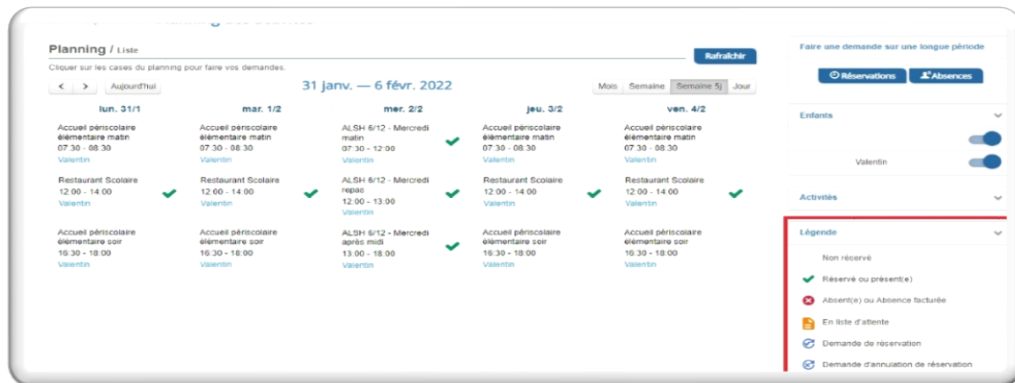 Planning / Liste
Rafraîchir
Cliquer sur les cases du planning pour faire vos demandes.
< > Aujourd'hui
31 janv. — 6 févr. 2022
Mois Semaine Semaine 5j Jour
lun. 31/1 mar. 1/2 mer. 2/2 jeu. 3/2 ven. 4/2
Accueil périscolaire
élémentaire matin
07:30 - 08:30
Valentin
Accueil périscolaire
élémentaire matin
07:30 - 08:30
Valentin
ALSH 6/12 - Mercredi
matin
07:30 - 12:00
Valentin
Accueil périscolaire
élémentaire matin
07:30 - 08:30
Valentin
Accueil périscolaire
élémentaire matin
07:30 - 08:30
Valentin
Restaurant Scolaire
12:00 - 14:00
Valentin
Restaurant Scolaire
12:00 - 14:00
Valentin
ALSH 6/12 - Mercredi
repas
12:00 - 13:00
Valentin
Restaurant Scolaire
12:00 - 14:00
Valentin
Restaurant Scolaire
12:00 - 14:00
Valentin
Accueil périscolaire
élémentaire soir
16:30 - 18:00
Valentin
Accueil périscolaire
élémentaire soir
16:30 - 18:00
Valentin
ALSH 6/12 - Mercredi
après midi
13:00 - 18:00
Valentin
Accueil périscolaire
élémentaire soir
16:30 - 18:00
Valentin
Accueil périscolaire
élémentaire soir
16:30 - 18:00
Valentin
Faire une demande sur une longue période
Réservations Absences
Enfants
Valentin
Activités
Légende
Non réservé
Réservé ou présent(e)
Absent(e) ou Absence facturée
En liste d'attente
Demande de réservation
Demande d'annulation de réservation